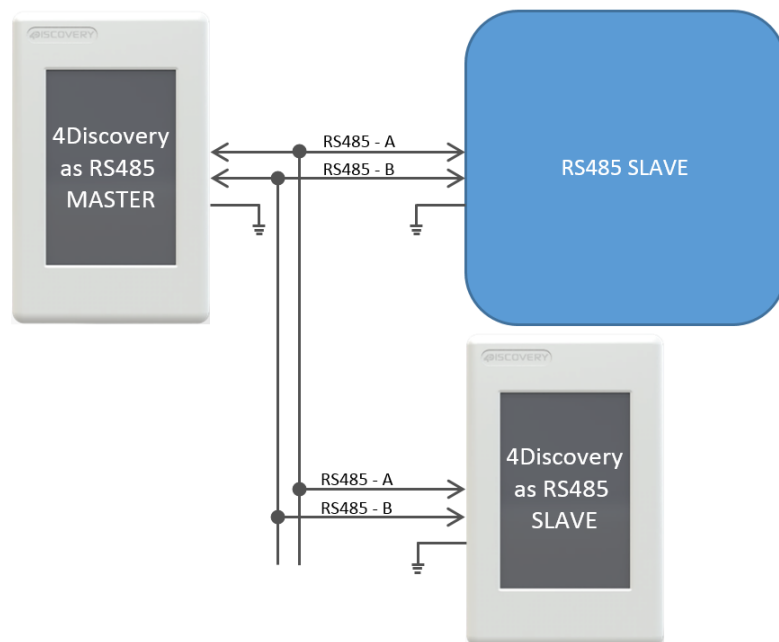 4DISCOVERY
4Discovery
as RS485
MASTER
RS485 - A
RS485 - B
RS485 SLAVE
4DISCOVERY
RS485 - A
RS485 - B
4Discovery
as RS485
SLAVE